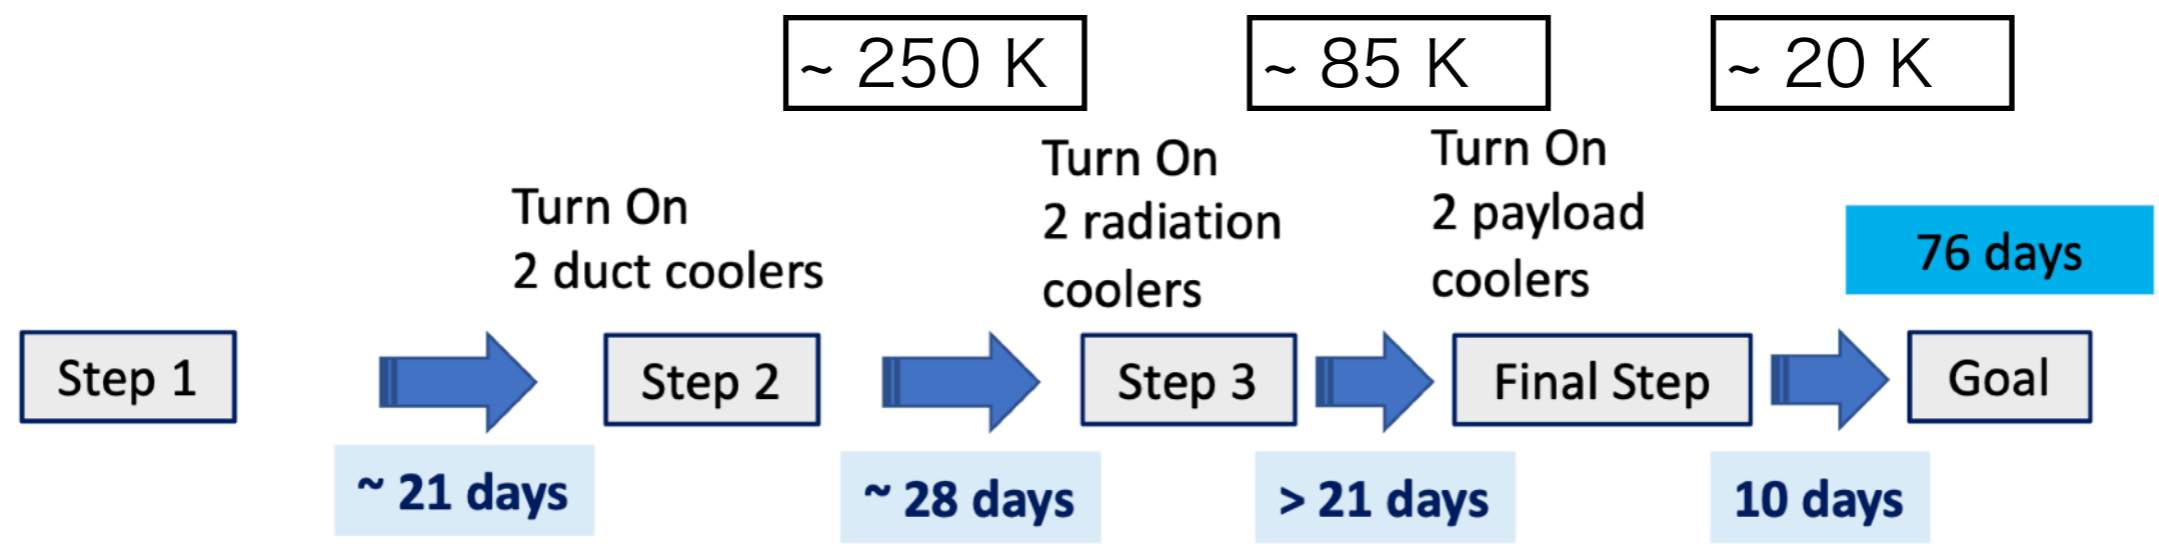 ~ 250 K
~ 85 K
~ 20 K
Turn On
2 duct coolers
Turn On
2 radiation
coolers
Turn On
2 payload
coolers
76 days
Step 1
Step 2
Step 3
Final Step
Goal
~ 21 days
~ 28 days
> 21 days
10 days